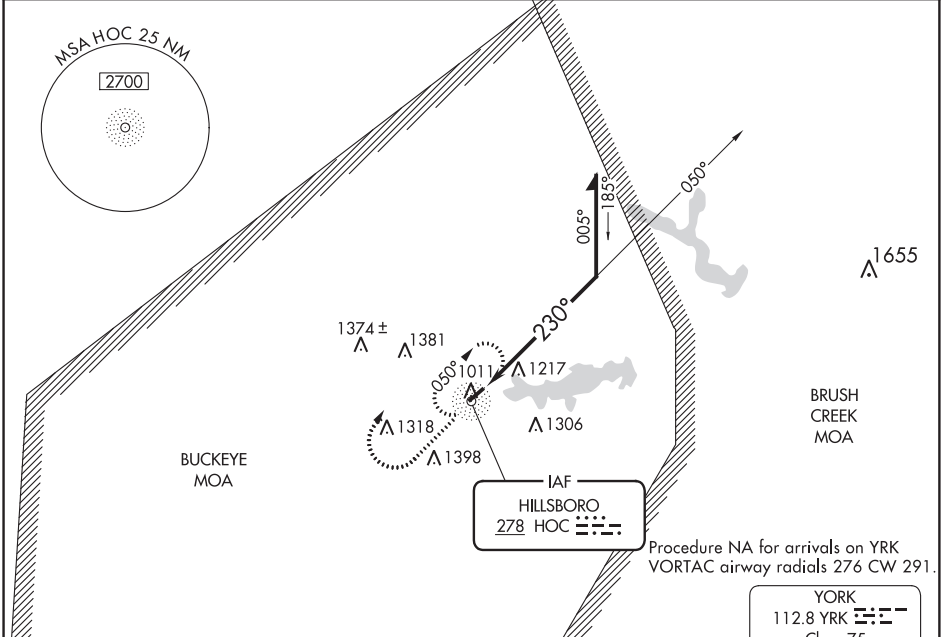 MSA HOC 25 NM
2700
050°
005°
185°
1655
230°
1374 ±
1381
050°
1011
1217
1318
1306
1398
BRUSH
CREEK
MOA
BUCKEYE
MOA
IAF
HILLSBORO
278 HOC
Procedure NA for arrivals on YRK
VORTAC airway radials 276 CW 291.
YORK
112.8 YRK